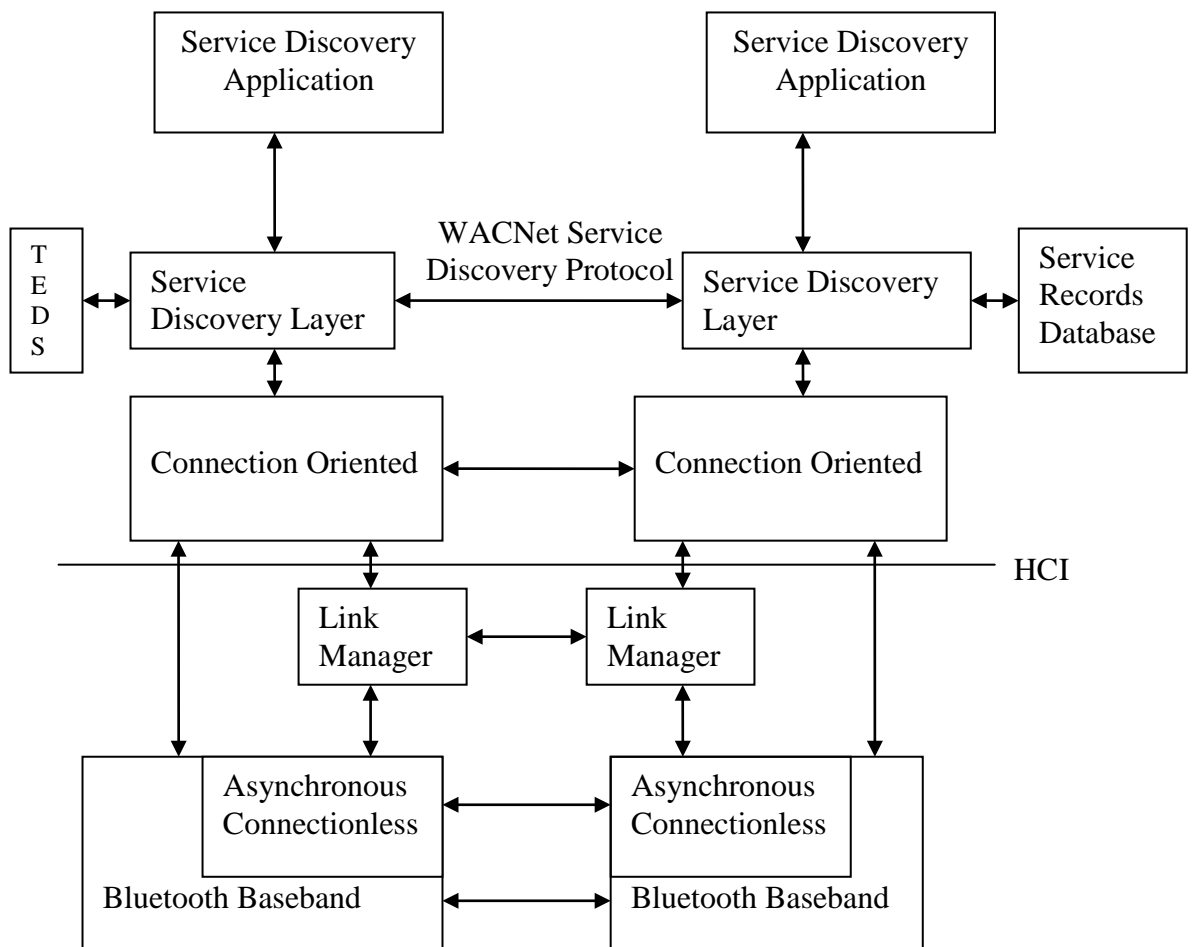 Service Discovery
Application
Service Discovery
Application
WACNet Service
Discovery Protocol
T
E
D
S
Service
Discovery Layer
Service Discovery
Layer
Service
Records
Database
Connection Oriented
Connection Oriented
HCI
Link
Manager
Link
Manager
Asynchronous
Connectionless
Asynchronous
Connectionless
Bluetooth Baseband
Bluetooth Baseband